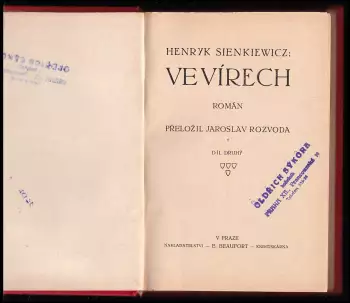 HENRYK SIENKIEWICZ:
VE VÍRECH
ROMÁN
PŘELOŽIL JAROSLAV ROZVODA
DÍL DRUHÝ
V PRAZE
NAKLADATELSTVÍ — E. BEAUFORT — KNIHTISKÁRNA
OLDŘICH SÝKORA